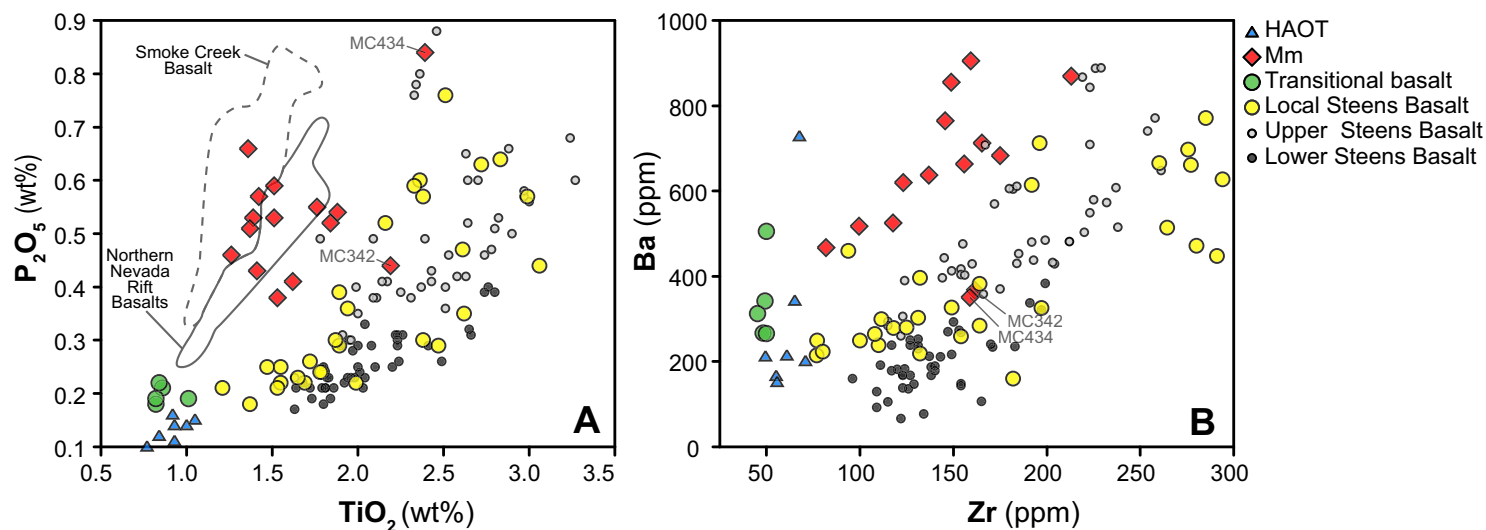 0.9
0.8
0.7
0.6
0.5
0.4
0.3
0.2
0.1
P₂O₅ (wt%)
Smoke Creek
Basalt
MC434
Northern
Nevada
Rift
Basalts
MC342
A
0.5 1.0 1.5 2.0 2.5 3.0 3.5
TiO₂ (wt%)
1000
800
600
400
200
0
Ba (ppm)
MC342
MC434
B
50 100 150 200 250 300
Zr (ppm)
HAOT
Mm
Transitional basalt
Local Steens Basalt
Upper Steens Basalt
Lower Steens Basalt